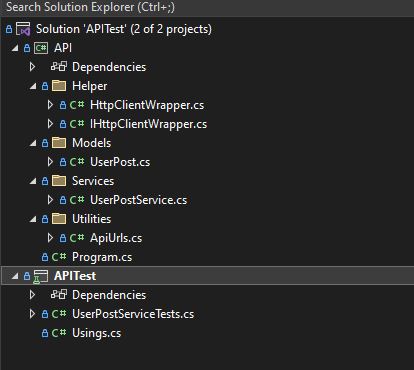 Search Solution Explorer (Ctrl+;)
Solution 'APITest' (2 of 2 projects)
C# API
Dependencies
Helper
C# HttpClientWrapper.cs
C# IHttpClientWrapper.cs
Models
C# UserPost.cs
Services
C# UserPostService.cs
Utilities
C# ApiUrls.cs
C# Program.cs
APITest
Dependencies
C# UserPostServiceTests.cs
C# Usings.cs